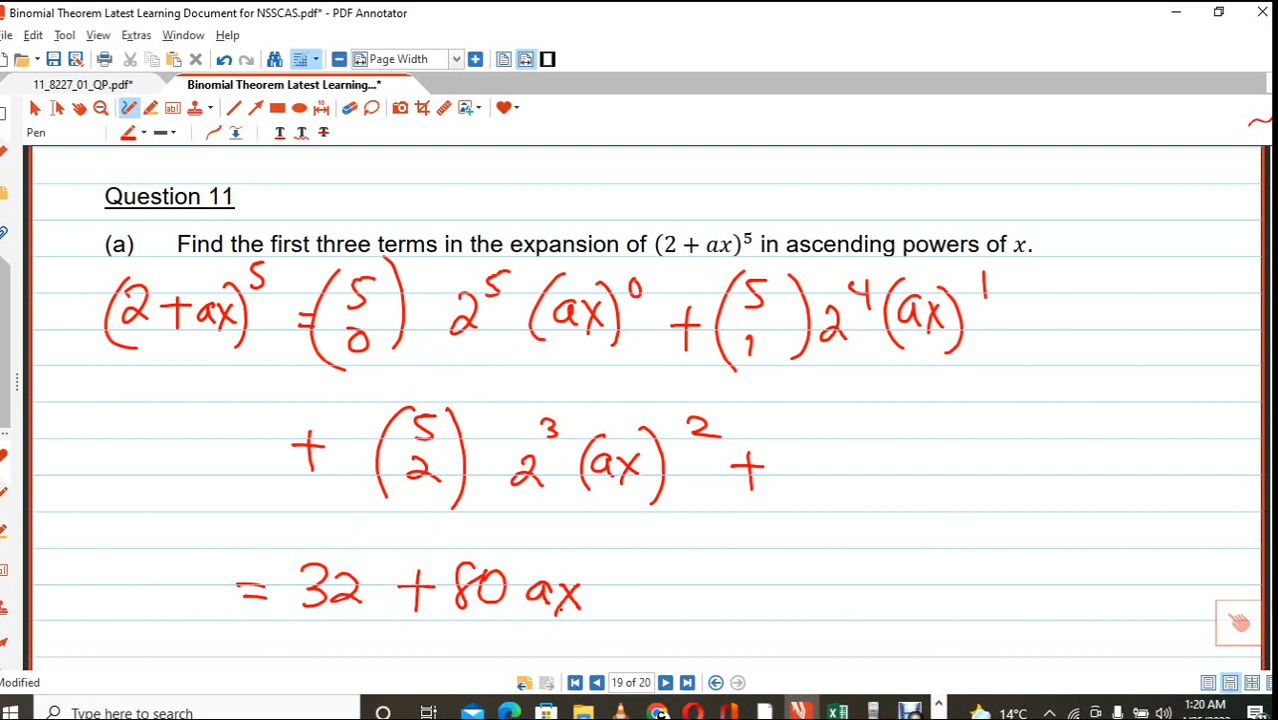 Binomial Theorem Latest Learning Document for NSSCAS.pdf* - PDF Annotator
ile Edit Tool View Extras Window Help
Page Width
11_8227_01_QP.pdf* Binomial Theorem Latest Learning...*
Pen
Question 11
(a) Find the first three terms in the expansion of (2 + ax)⁵ in ascending powers of x.
(2 + ax)⁵ = (5 0) 2⁵ (ax)⁰ + (5 1) 2⁴ (ax)¹
+ (5 2) 2³ (ax)² +
= 32 + 80 ax
Modified 19 of 20
Type here to search 14°C 1:20 AM